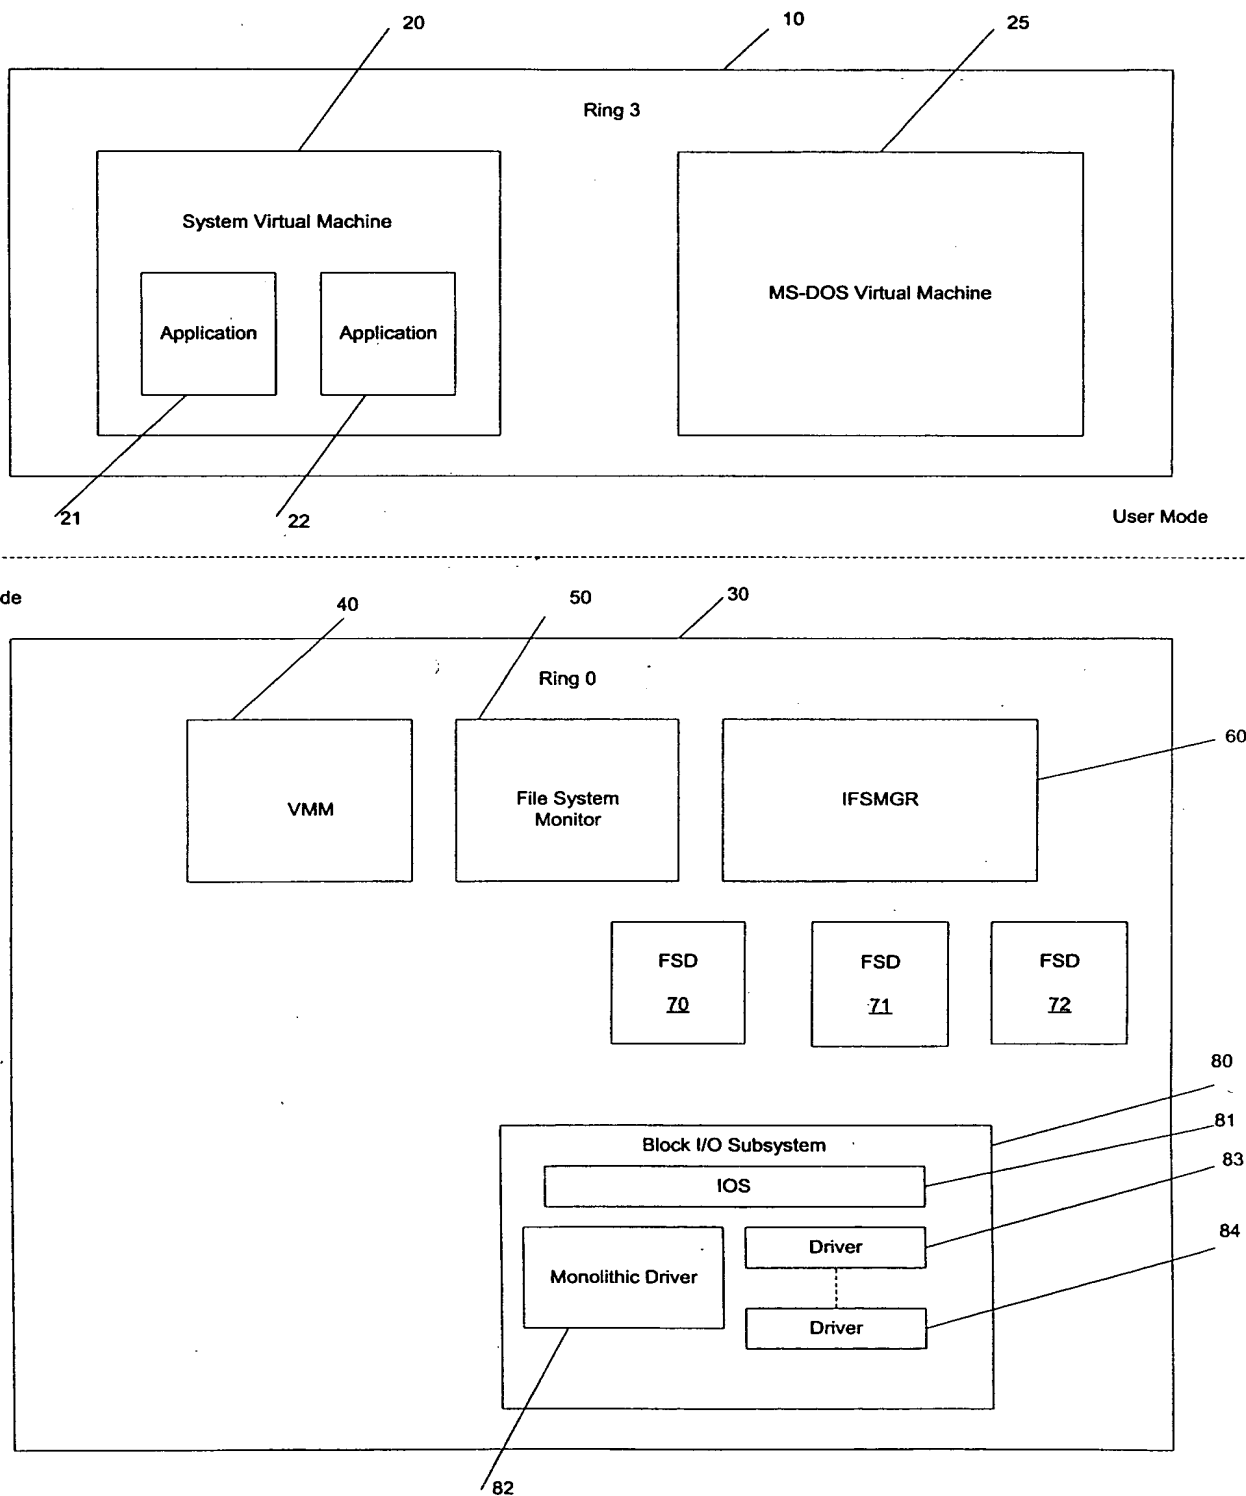 20
10
25
Ring 3
System Virtual Machine
MS-DOS Virtual Machine
Application
Application
21
22
User Mode
de
40
50
30
Ring 0
60
VMM
File System
Monitor
IFSMGR
FSD
70
FSD
71
FSD
72
80
Block I/O Subsystem
81
IOS
83
Driver
84
Monolithic Driver
Driver
82